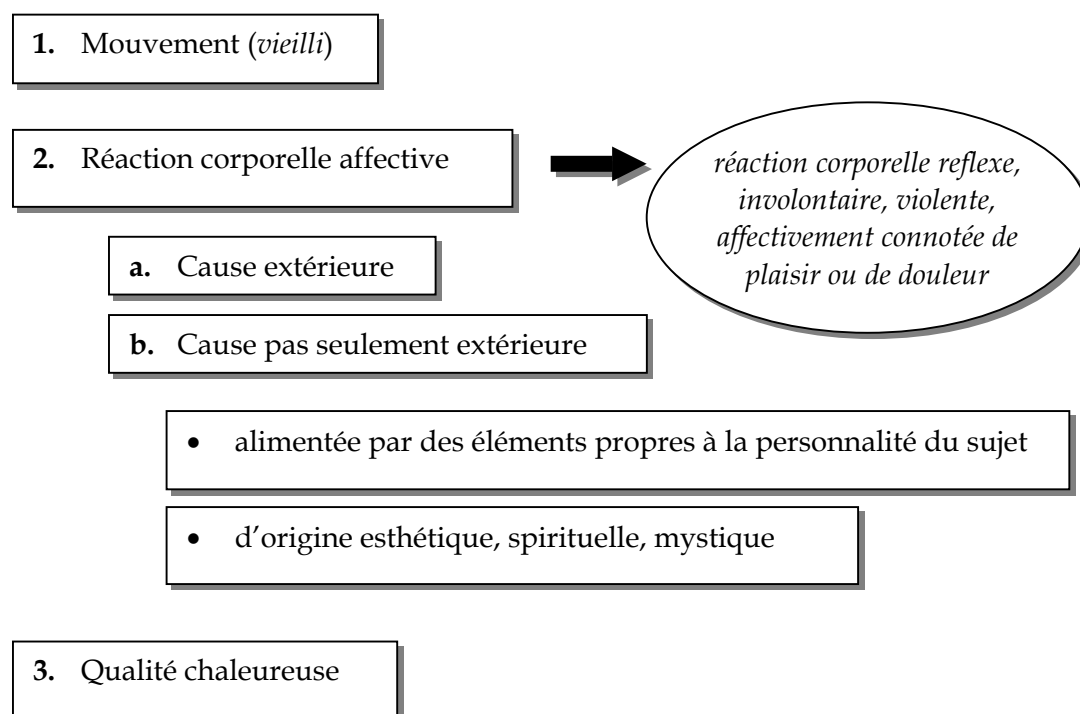 1. Mouvement (vieilli)
2. Réaction corporelle affective
réaction corporelle reflexe,
involontaire, violente,
affectivement connotée de
plaisir ou de douleur
a. Cause extérieure
b. Cause pas seulement extérieure
• alimentée par des éléments propres à la personnalité du sujet
• d’origine esthétique, spirituelle, mystique
3. Qualité chaleureuse